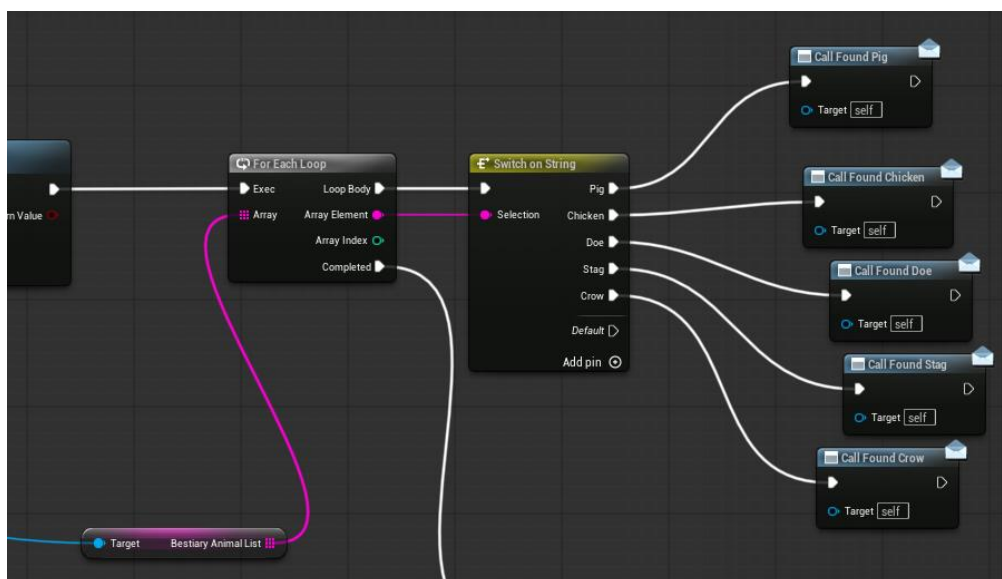 rn Value
For Each Loop
Exec
Loop Body
Array
Array Element
Array Index
Completed
Target
Bestiary Animal List
Switch on String
Selection
Pig
Chicken
Doe
Stag
Crow
Default
Add pin
Call Found Pig
Target self
Call Found Chicken
Target self
Call Found Doe
Target self
Call Found Stag
Target self
Call Found Crow
Target self